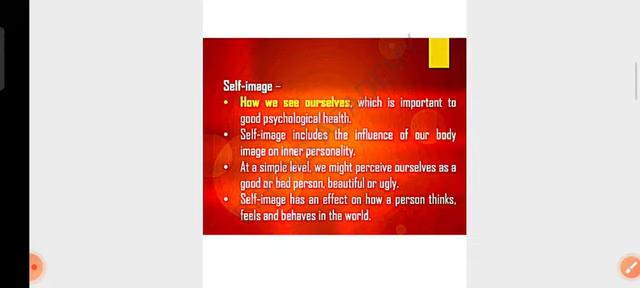 Self-image –
• How we see ourselves, which is important to
good psychological health.
• Self-image includes the influence of our body
image on inner personality.
• At a simple level, we might perceive ourselves as a
good or bad person, beautiful or ugly.
• Self-image has an effect on how a person thinks,
feels and behaves in the world.